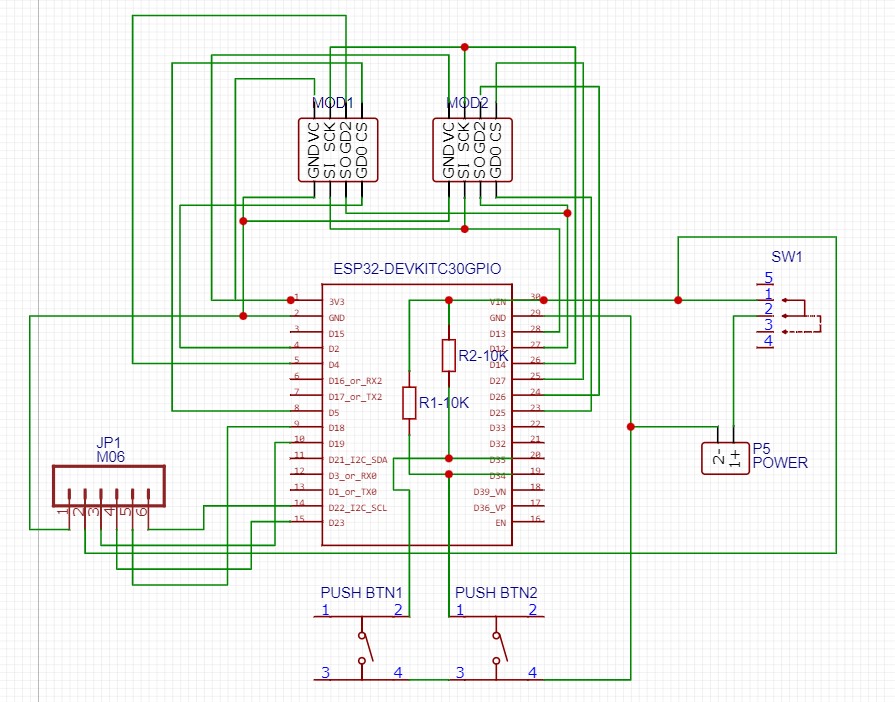 MOD1
GND VC
SI SCK
SO GD2
GD0 CS
MOD2
GND VC
SI SCK
SO GD2
GD0 CS
ESP32-DEVKITC30GPIO
1 3V3
2 GND
3 D15
4 D2
5 D4
6 D16_or_RX2
7 D17_or_TX2
8 D5
9 D18
10 D19
11 D21_I2C_SDA
12 D3_or_RX0
13 D1_or_TX0
14 D22_I2C_SCL
15 D23
VIN 30
GND 29
D13 28
D12 27
D14 26
D27 25
D26 24
D25 23
D33 22
D32 21
D35 20
D34 19
D39_VN 18
D36_VP 17
EN 16
R2-10K
R1-10K
SW1
5
1
2
3
4
P5
POWER
2-
1+
JP1
M06
1
2
3
4
5
6
PUSH BTN1
1 2
3 4
PUSH BTN2
1 2
3 4